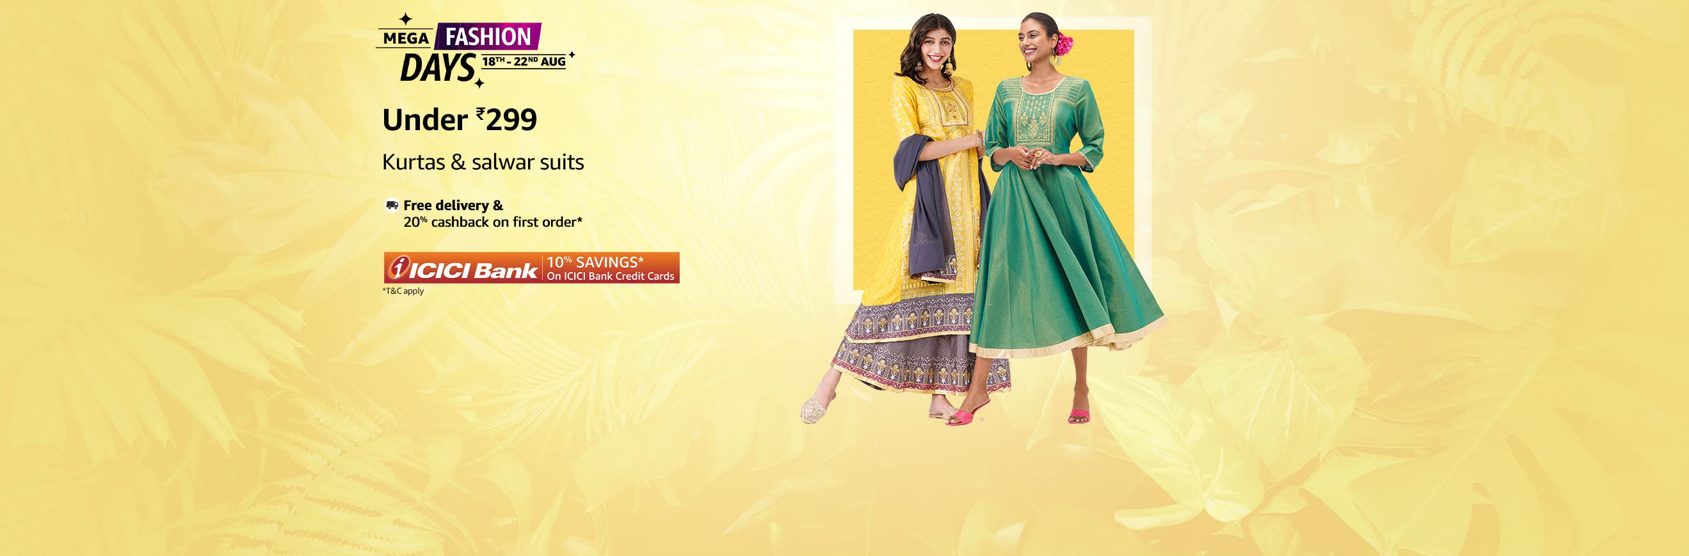 MEGA FASHION
DAYS 18TH - 22ND AUG
Under ₹299
Kurtas & salwar suits
Free delivery &
20% cashback on first order*
ICICI Bank
10% SAVINGS*
On ICICI Bank Credit Cards
*T&C apply